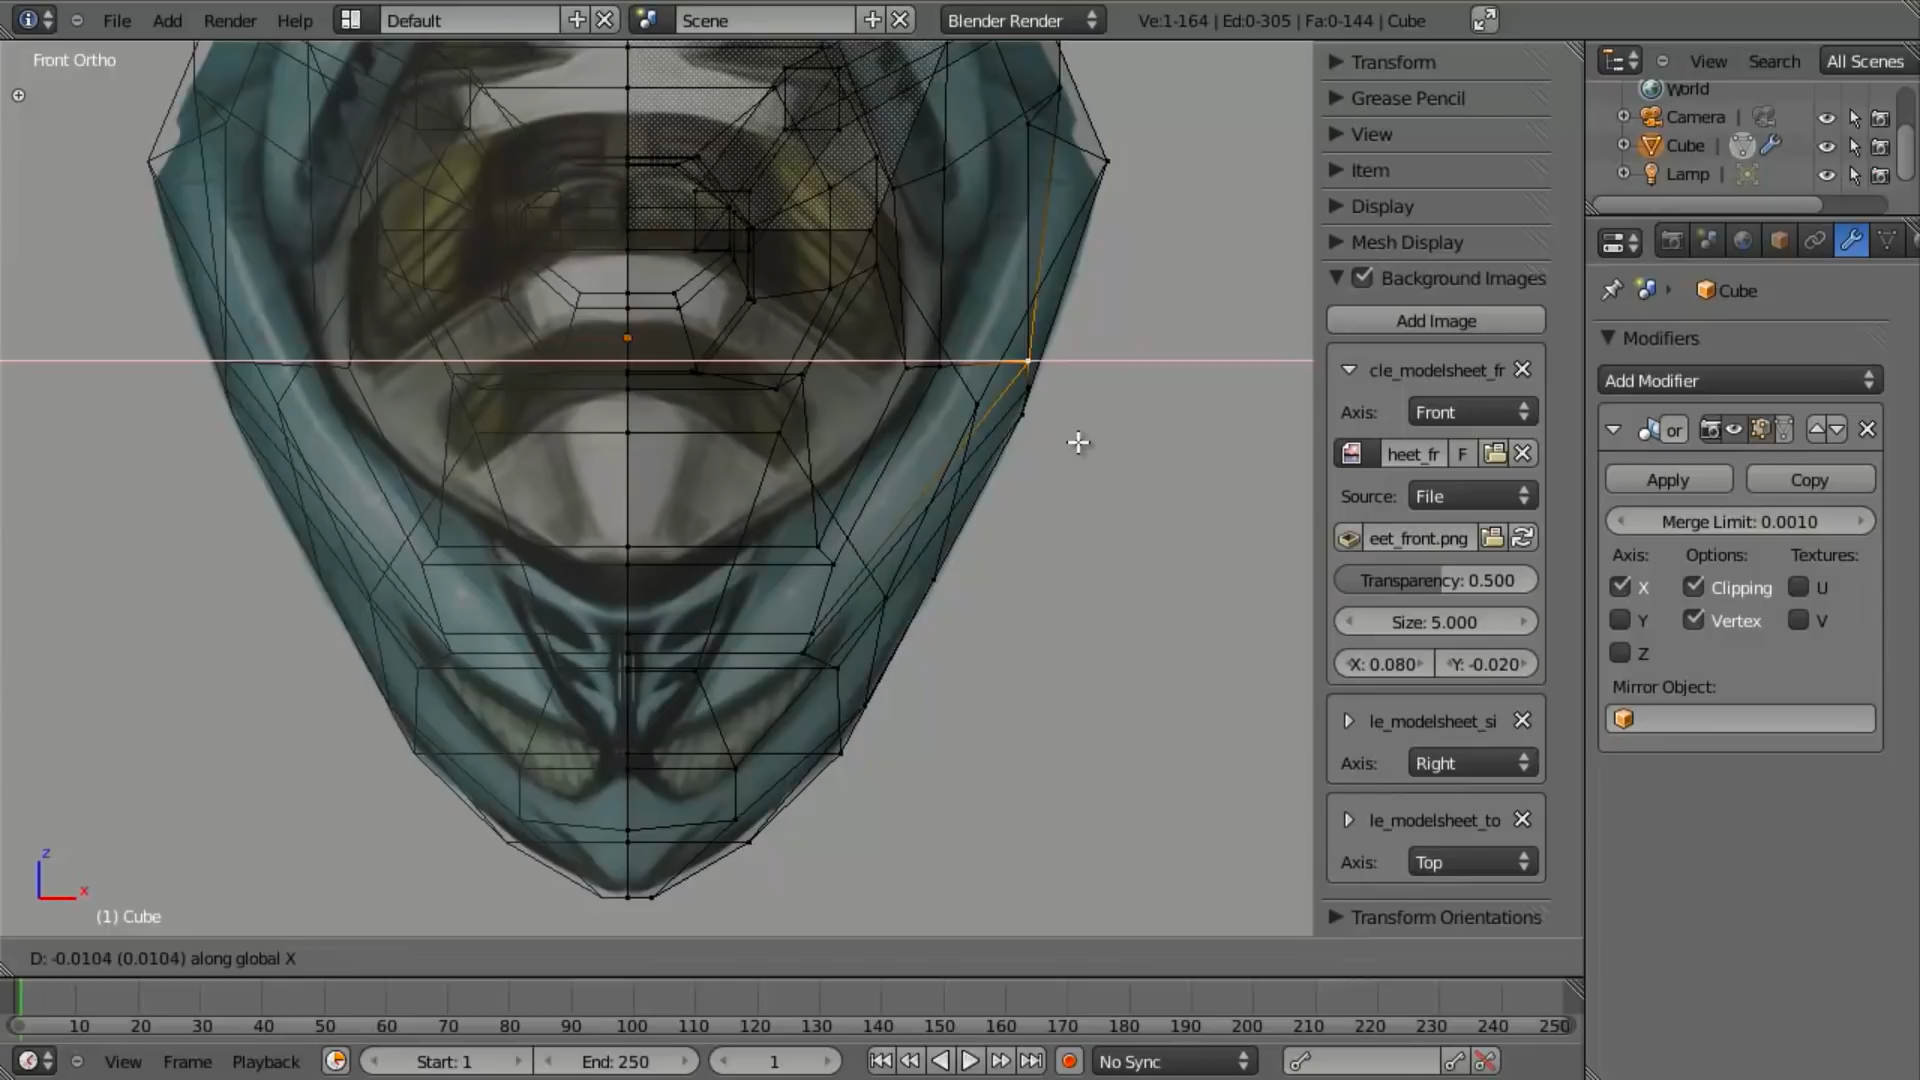 File Add Render Help Default Scene Blender Render Ve:1-164 | Ed:0-305 | Fa:0-144 | Cube
Front Ortho
Transform
Grease Pencil
View
Item
Display
Mesh Display
Background Images
Add Image
cle_modelsheet_fr
Axis: Front
heet_fr F
Source: File
eet_front.png
Transparency: 0.500
Size: 5.000
X: 0.080 Y: -0.020
le_modelsheet_si
Axis: Right
le_modelsheet_to
Axis: Top
Transform Orientations
View Search All Scenes
World
Camera |
Cube |
Lamp |
Cube
Modifiers
Add Modifier
or
Apply Copy
Merge Limit: 0.0010
Axis: Options: Textures:
X Clipping U
Y Vertex V
Z
Mirror Object:
z
x
(1) Cube
D: -0.0104 (0.0104) along global X
10 20 30 40 50 60 70 80 90 100 110 120 130 140 150 160 170 180 190 200 210 220 230 240 250
View Frame Playback Start: 1 End: 250 1 No Sync